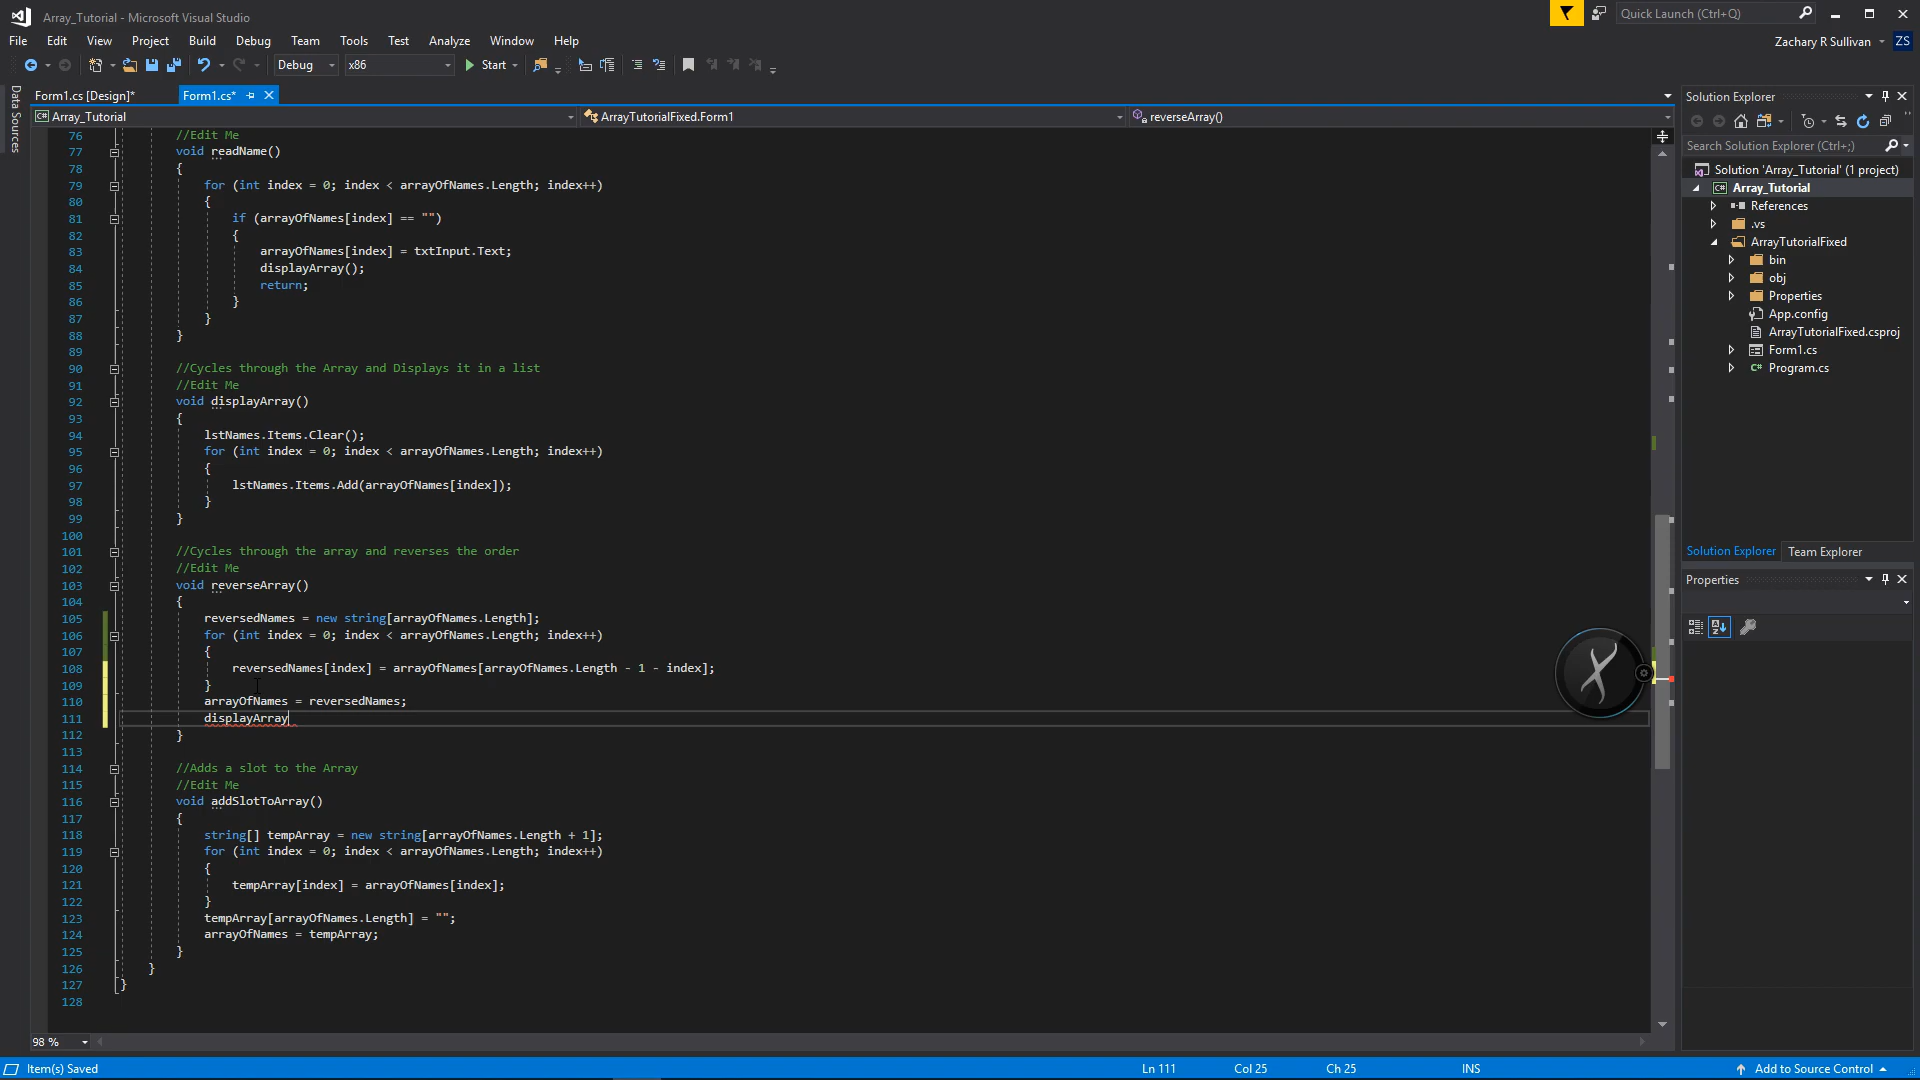 Array_Tutorial - Microsoft Visual Studio
Quick Launch (Ctrl+Q)
File Edit View Project Build Debug Team Tools Test Analyze Window Help
Zachary R Sullivan ZS
Debug x86 Start
Data Sources
Form1.cs [Design]* Form1.cs*
C# Array_Tutorial ArrayTutorialFixed.Form1 reverseArray()
76 //Edit Me
77 void readName()
78 {
79 for (int index = 0; index < arrayOfNames.Length; index++)
80 {
81 if (arrayOfNames[index] == "")
82 {
83 arrayOfNames[index] = txtInput.Text;
84 displayArray();
85 return;
86 }
87 }
88 }
89
90 //Cycles through the Array and Displays it in a list
91 //Edit Me
92 void displayArray()
93 {
94 lstNames.Items.Clear();
95 for (int index = 0; index < arrayOfNames.Length; index++)
96 {
97 lstNames.Items.Add(arrayOfNames[index]);
98 }
99 }
100
101 //Cycles through the array and reverses the order
102 //Edit Me
103 void reverseArray()
104 {
105 reversedNames = new string[arrayOfNames.Length];
106 for (int index = 0; index < arrayOfNames.Length; index++)
107 {
108 reversedNames[index] = arrayOfNames[arrayOfNames.Length - 1 - index];
109 }
110 arrayOfNames = reversedNames;
111 displayArray
112 }
113
114 //Adds a slot to the Array
115 //Edit Me
116 void addSlotToArray()
117 {
118 string[] tempArray = new string[arrayOfNames.Length + 1];
119 for (int index = 0; index < arrayOfNames.Length; index++)
120 {
121 tempArray[index] = arrayOfNames[index];
122 }
123 tempArray[arrayOfNames.Length] = "";
124 arrayOfNames = tempArray;
125 }
126 }
127 }
128
98 %
Solution Explorer
Search Solution Explorer (Ctrl+;)
Solution 'Array_Tutorial' (1 project)
C# Array_Tutorial
References
.vs
ArrayTutorialFixed
bin
obj
Properties
App.config
ArrayTutorialFixed.csproj
Form1.cs
C# Program.cs
Solution Explorer Team Explorer
Properties
X
Item(s) Saved Ln 111 Col 25 Ch 25 INS Add to Source Control